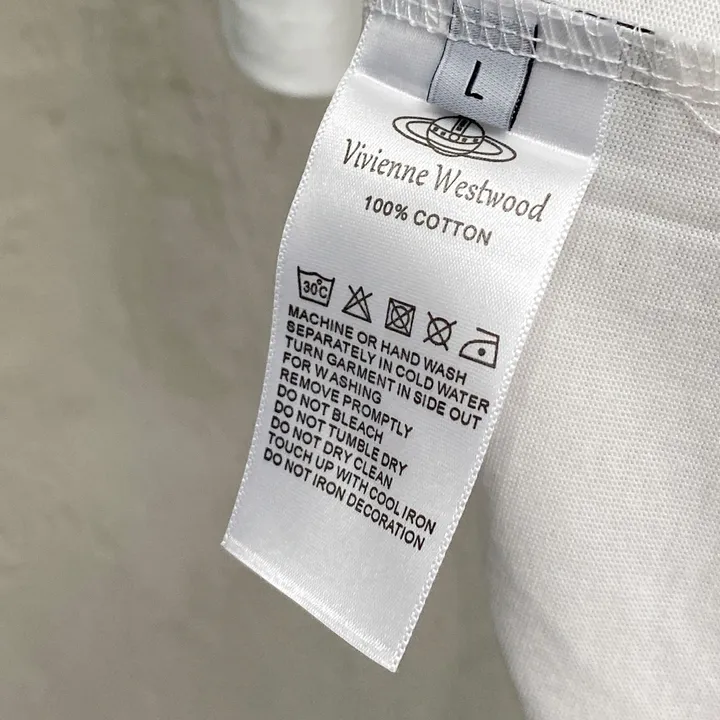 L
Vivienne Westwood
100% COTTON
30°C
MACHINE OR HAND WASH
SEPARATELY IN COLD WATER
TURN GARMENT IN SIDE OUT
FOR WASHING
REMOVE PROMPTLY
DO NOT BLEACH
DO NOT TUMBLE DRY
DO NOT DRY CLEAN
TOUCH UP WITH COOL IRON
DO NOT IRON DECORATION